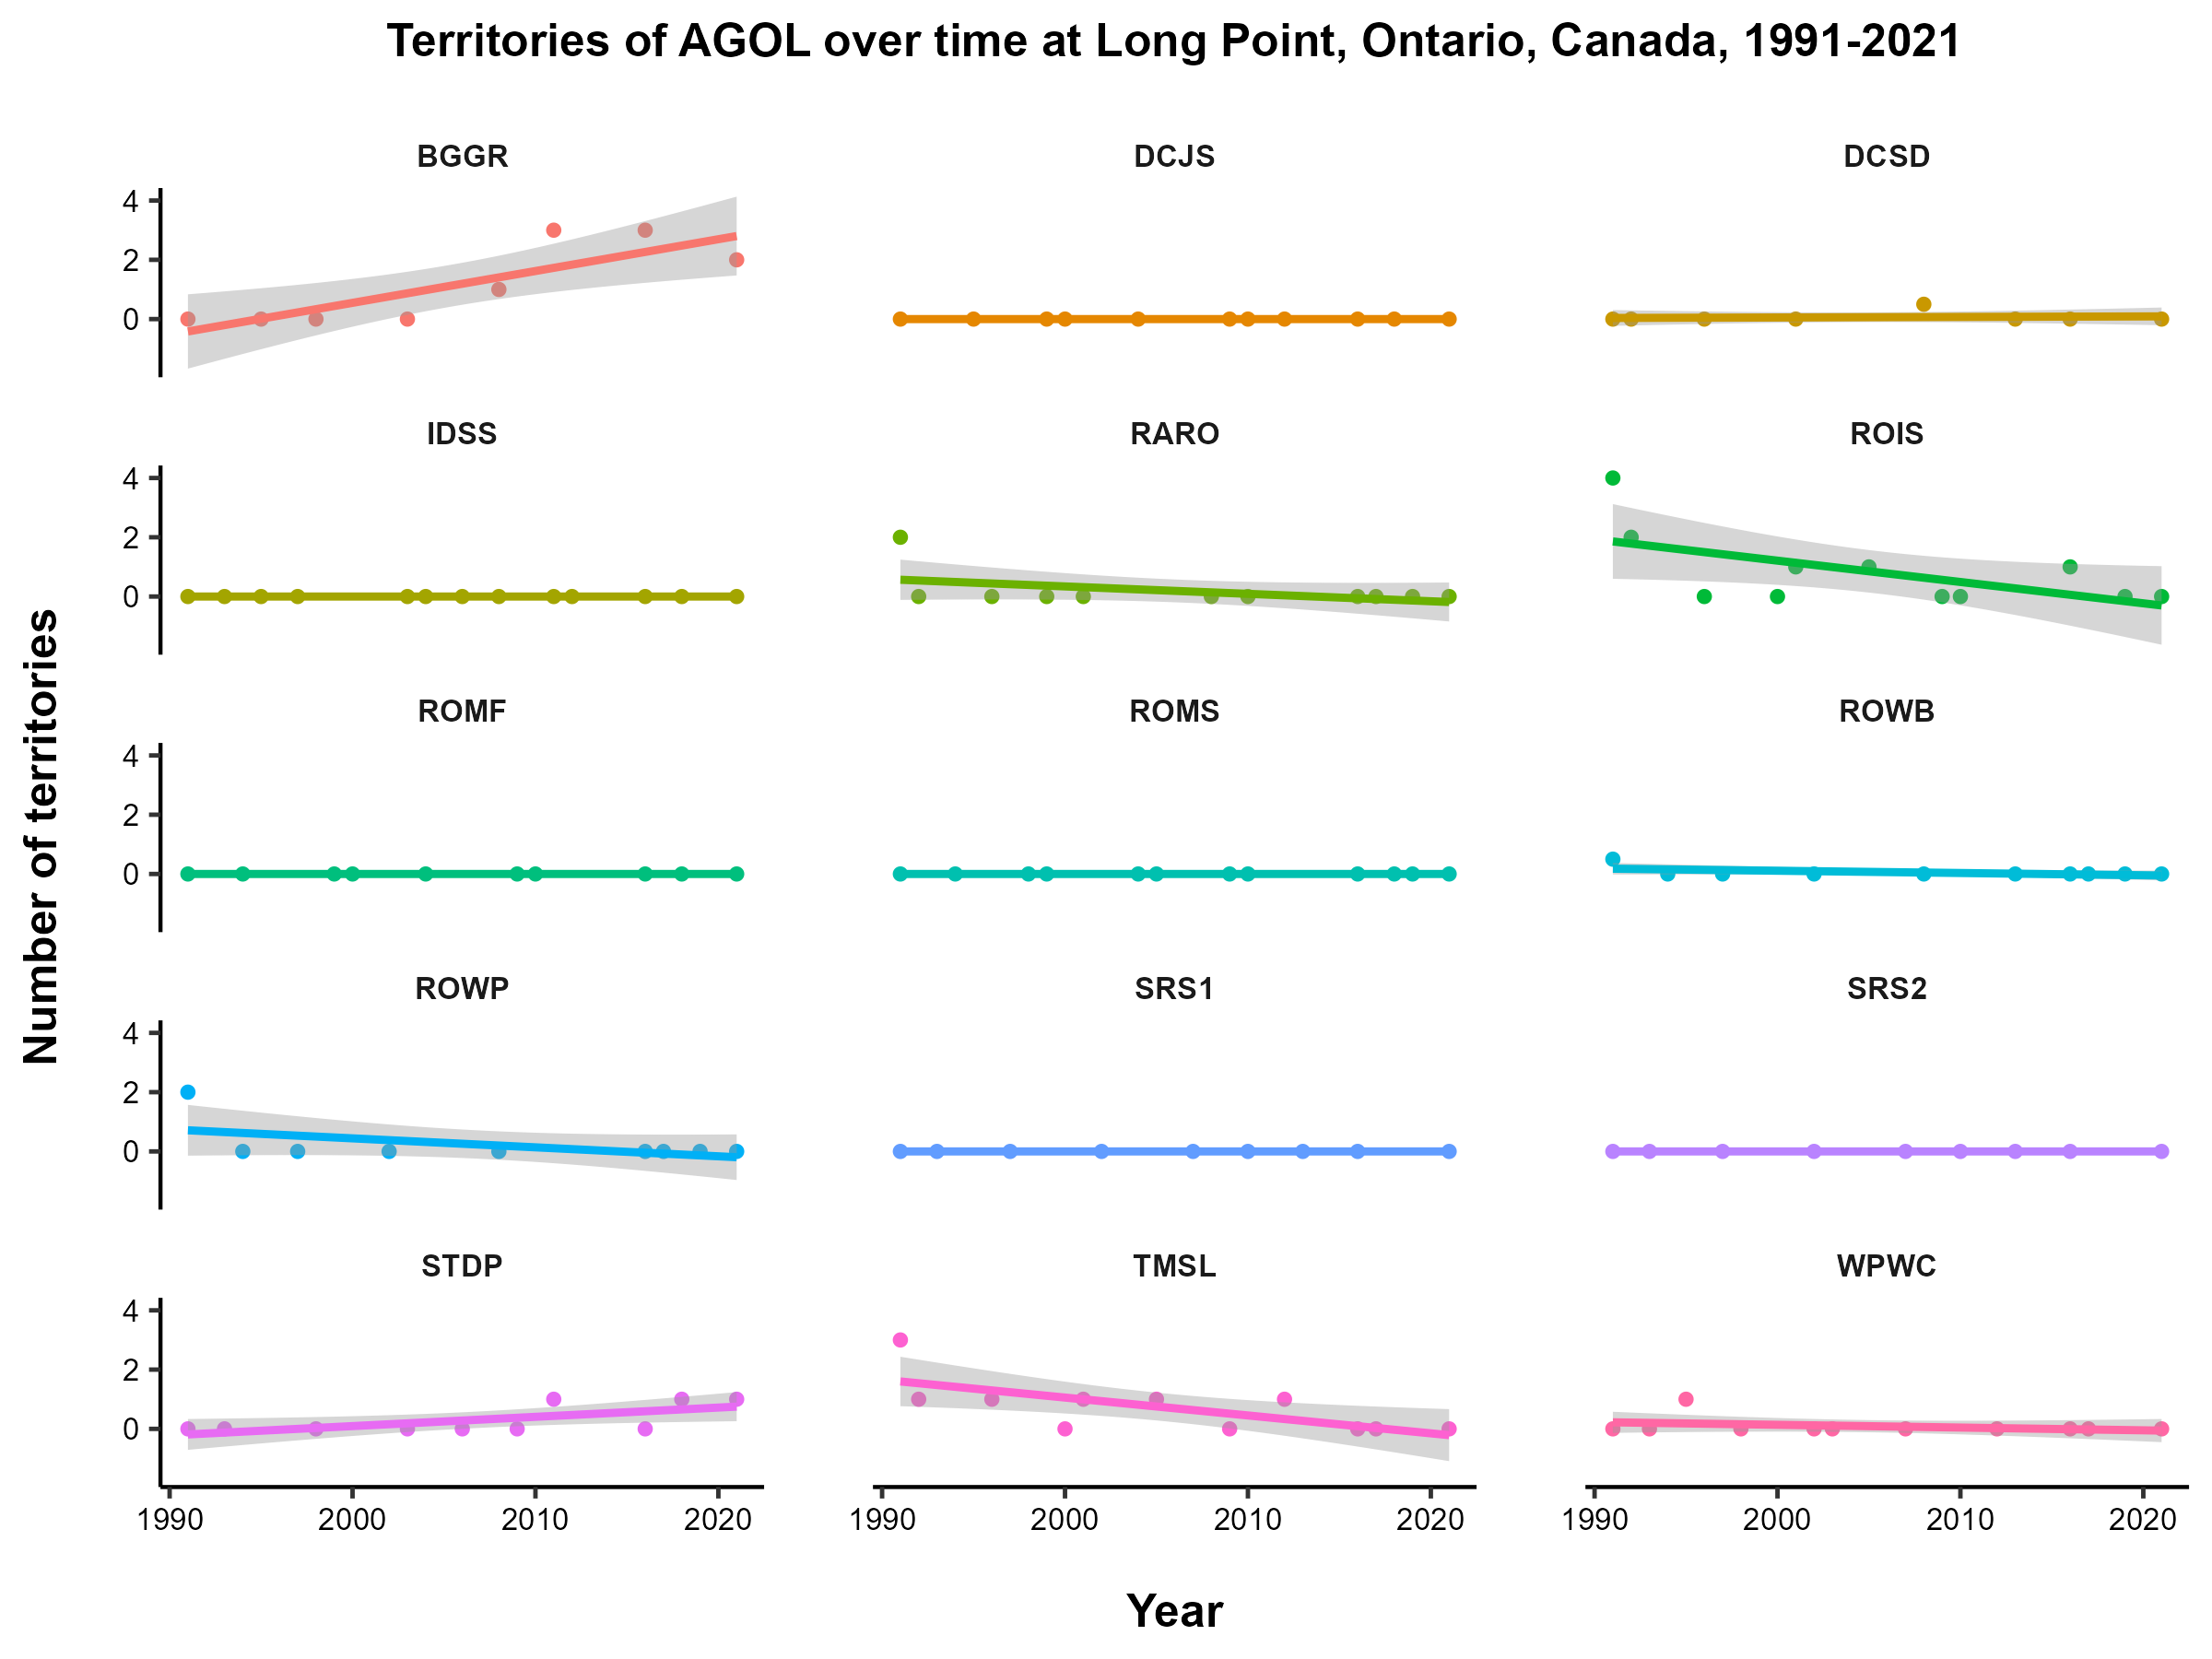 Territories of AGOL over time at Long Point, Ontario, Canada, 1991-2021
BGGR DCJS DCSD
4
2
0
IDSS RARO ROIS
4
2
0
ROMF ROMS ROWB
4
2
0
ROWP SRS1 SRS2
4
2
0
STDP TMSL WPWC
4
2
0
1990 2000 2010 2020 1990 2000 2010 2020 1990 2000 2010 2020
Year
Number of territories